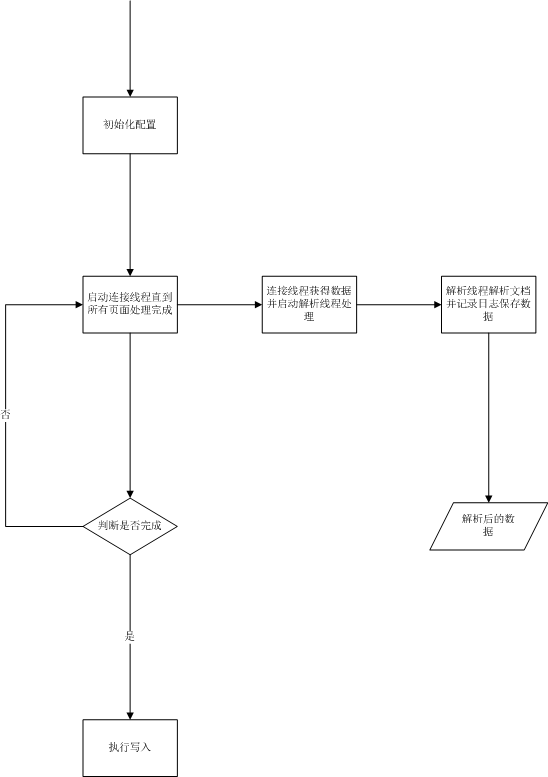 初始化配置
启动连接线程直到
所有页面处理完成
连接线程获得数据
并启动解析线程处
理
解析线程解析文档
并记录日志保存数
据
否
判断是否完成
解析后的数
据
是
执行写入